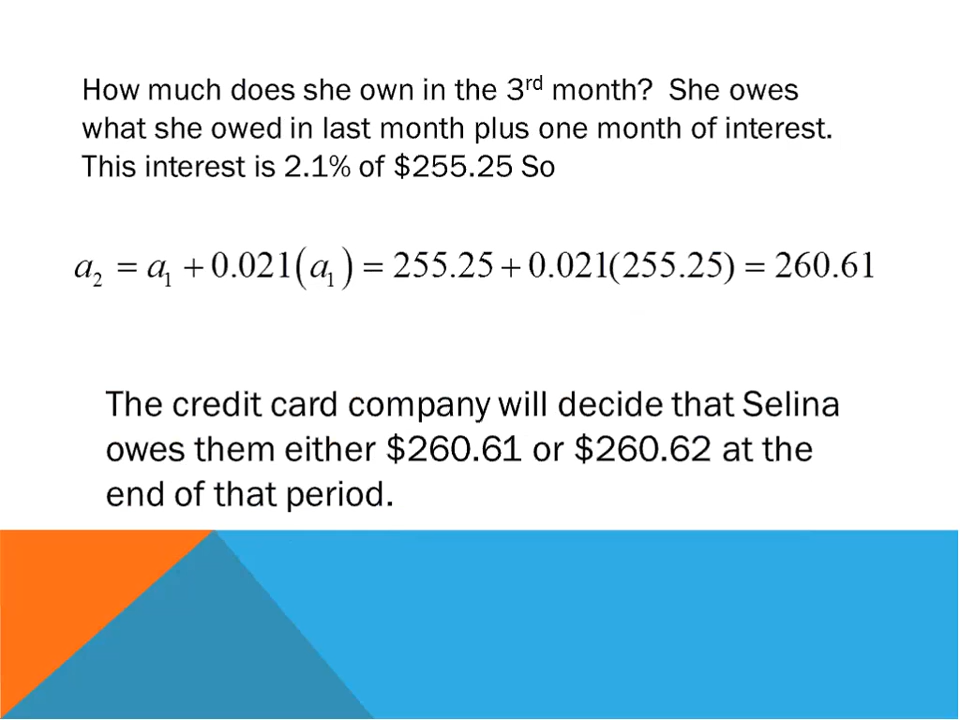 How much does she own in the 3rd month?  She owes
what she owed in last month plus one month of interest.
This interest is 2.1% of $255.25 So
a₂ = a₁ + 0.021(a₁) = 255.25 + 0.021(255.25) = 260.61
The credit card company will decide that Selina
owes them either $260.61 or $260.62 at the
end of that period.